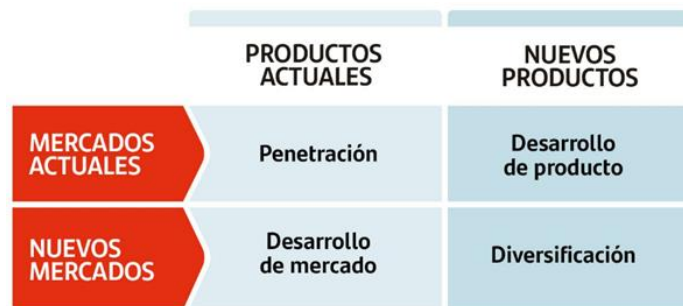 PRODUCTOS
ACTUALES
NUEVOS
PRODUCTOS
MERCADOS
ACTUALES
Penetración
Desarrollo
de producto
NUEVOS
MERCADOS
Desarrollo
de mercado
Diversificación